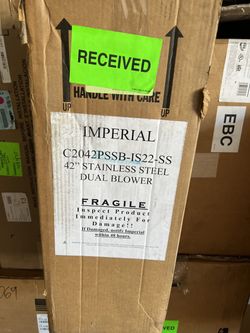 RECEIVED
HANDLE WITH CARE
UP
UP
IMPERIAL
C2042PSSB-IS22-SS
42" STAINLESS STEEL
DUAL BLOWER
FRAGILE
Inspect Product
Immediately For
Damage!!
If Damaged, notify Imperial
within 48 hours.
EBC